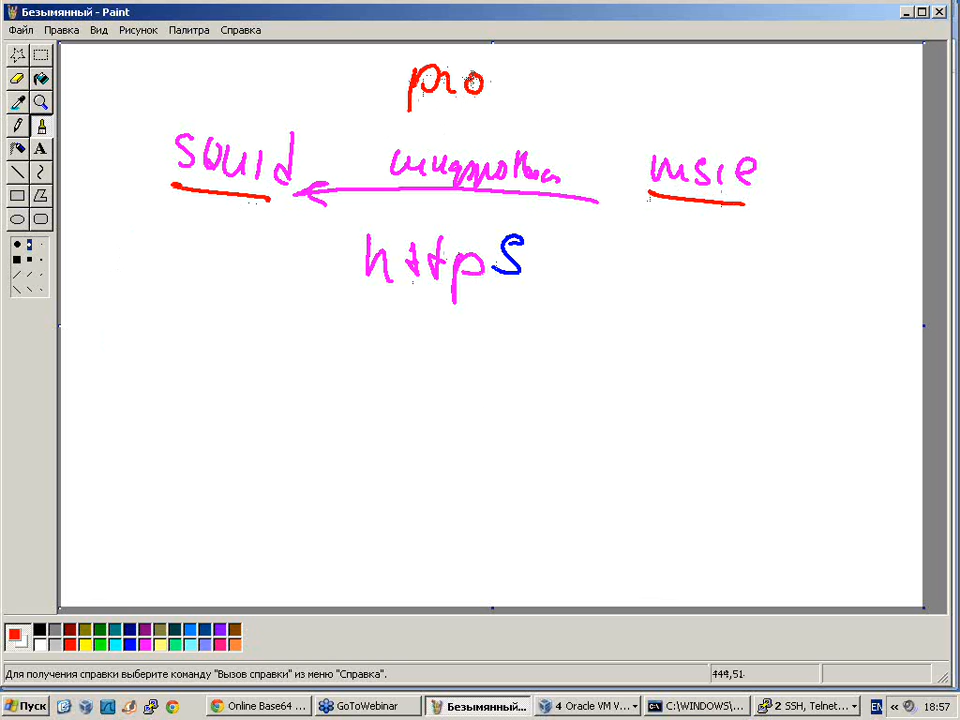 Безымянный - Paint
Файл Правка Вид Рисунок Палитра Справка
pro
squid msie
https
Для получения справки выберите команду "Вызов справки" из меню "Справка".
444,51
Пуск Online Base64 ... GoToWebinar Безымянный... 4 Oracle VM V... C:\WINDOWS\... 2 SSH, Telnet... EN 18:57